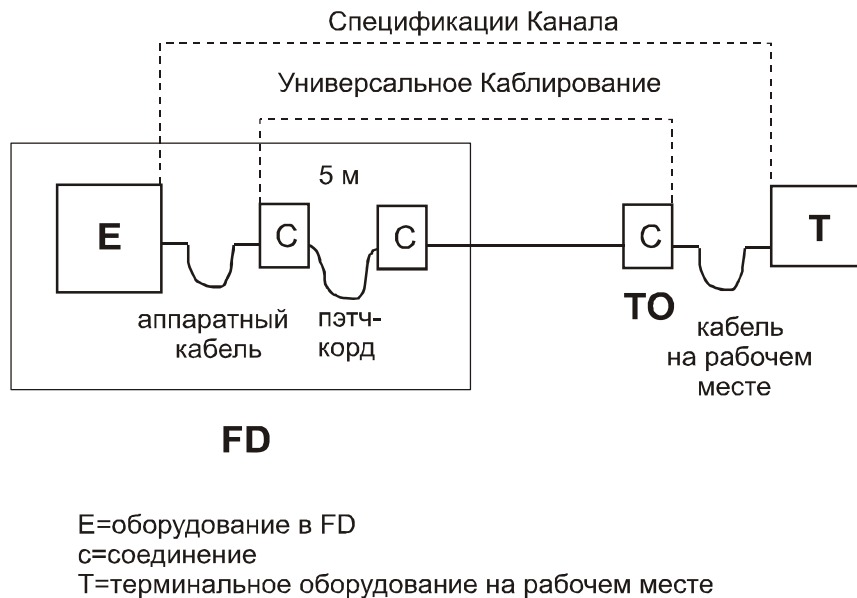 Спецификации Канала
Универсальное Каблирование
5 м
E
C
C
C
T
аппаратный
кабель
пэтч-
корд
TO
кабель
на рабочем
месте
FD
E=оборудование в FD
с=соединение
T=терминальное оборудование на рабочем месте